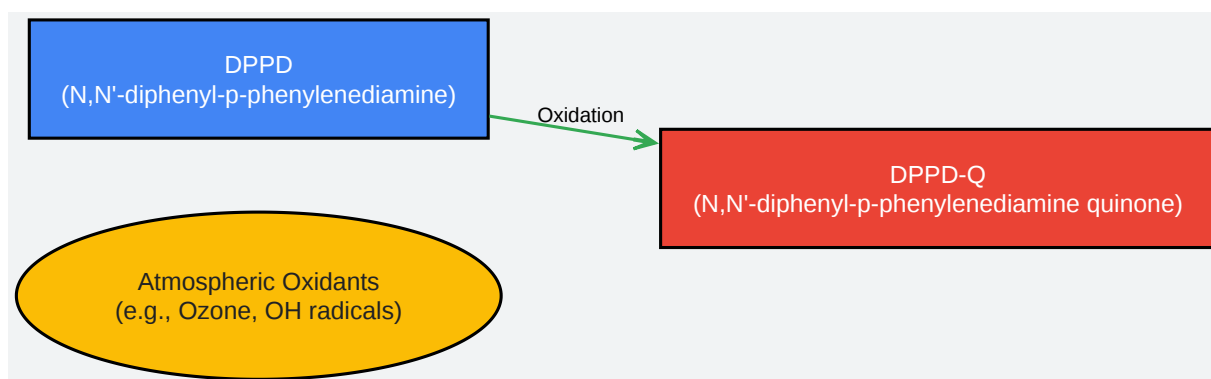 DPPD
(N,N'-diphenyl-p-phenylenediamine)
Oxidation
DPPD-Q
(N,N'-diphenyl-p-phenylenediamine quinone)
Atmospheric Oxidants
(e.g., Ozone, OH radicals)